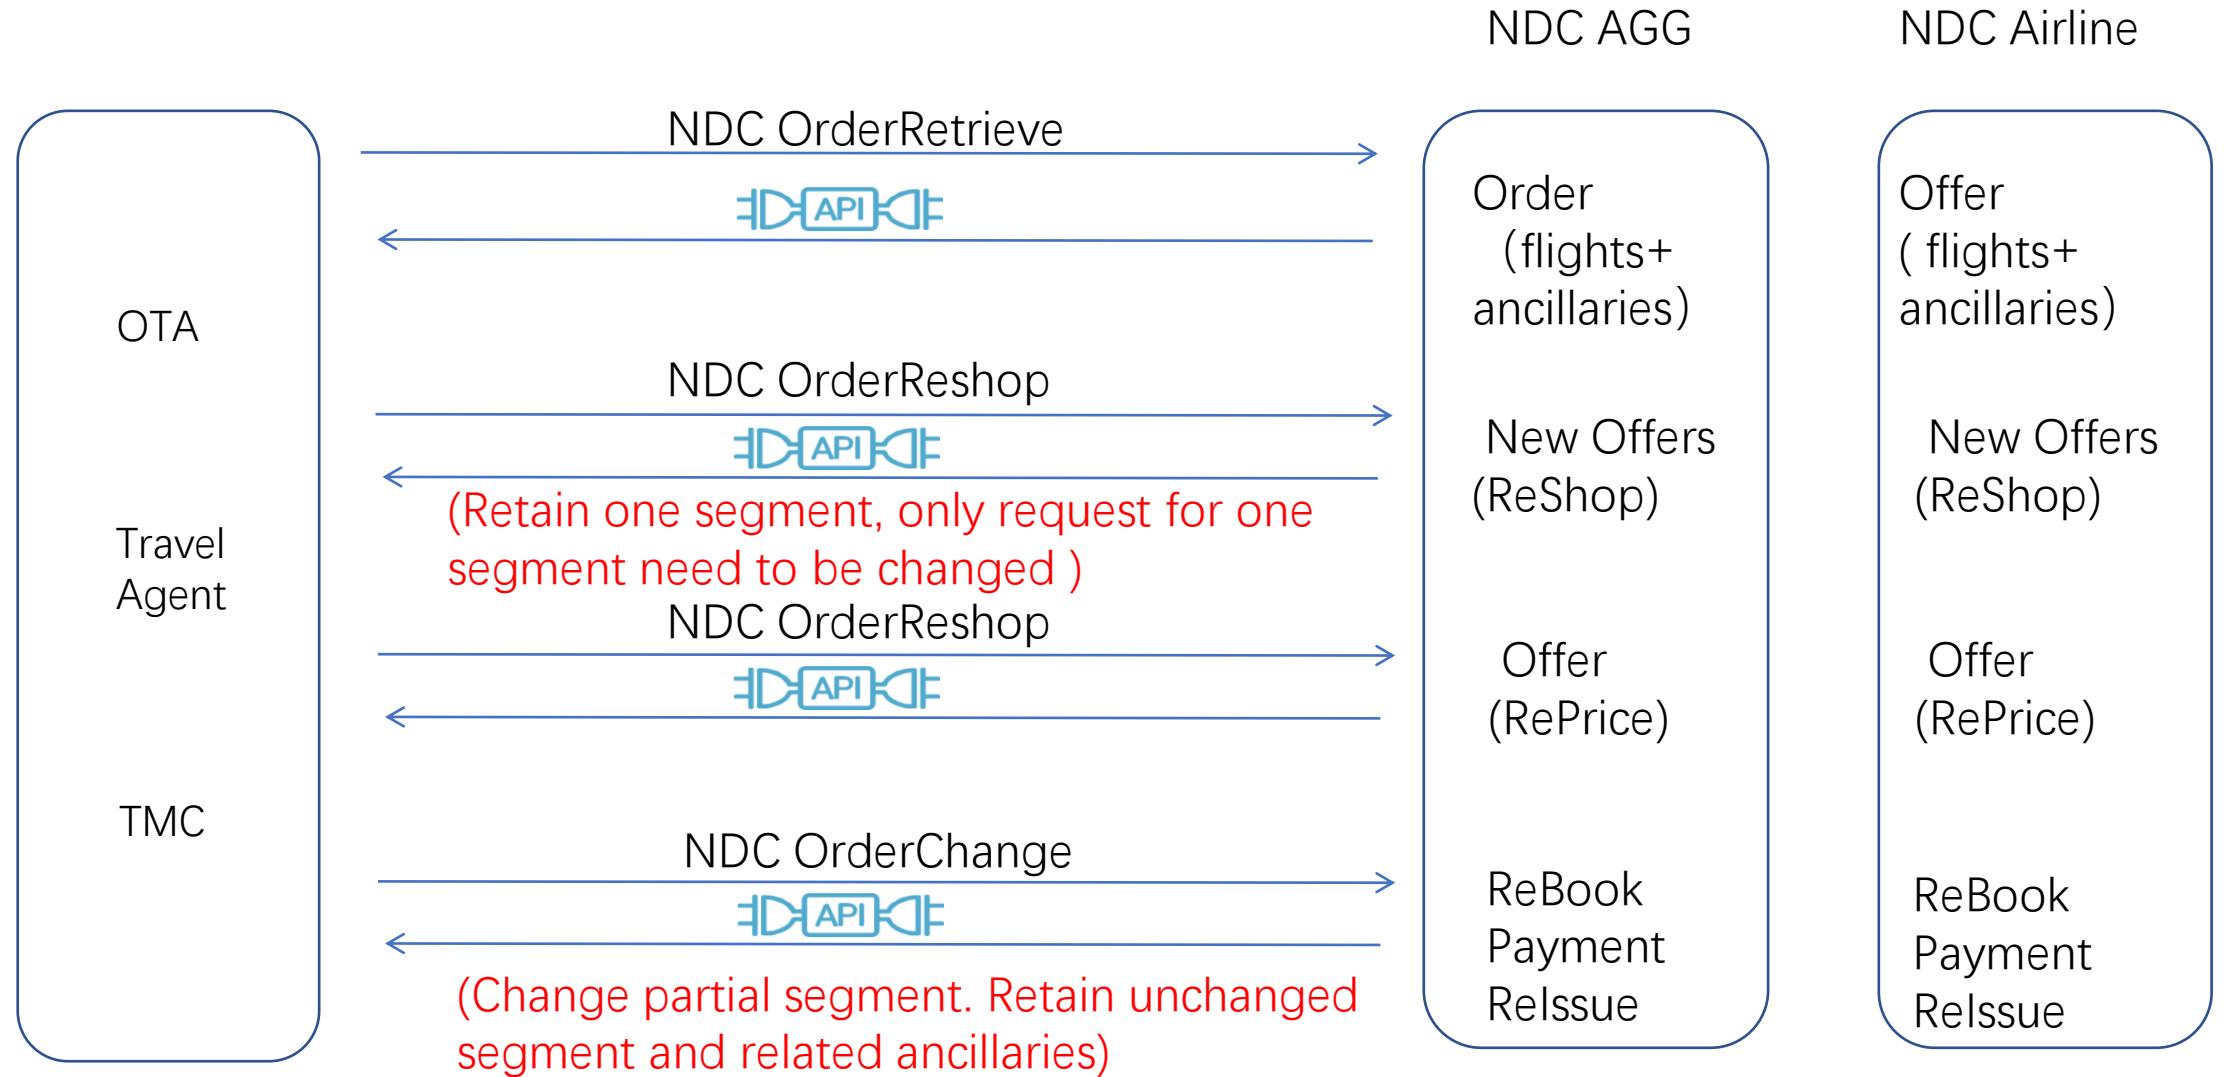 NDC AGG
NDC Airline
NDC OrderRetrieve
API
OTA
Travel
Agent
TMC
NDC OrderReshop
API
(Retain one segment, only request for one
segment need to be changed )
NDC OrderReshop
API
NDC OrderChange
API
(Change partial segment. Retain unchanged
segment and related ancillaries)
Order
（flights+
ancillaries）
New Offers
(ReShop)
Offer
(RePrice)
ReBook
Payment
ReIssue
Offer
( flights+
ancillaries）
New Offers
(ReShop)
Offer
(RePrice)
ReBook
Payment
ReIssue